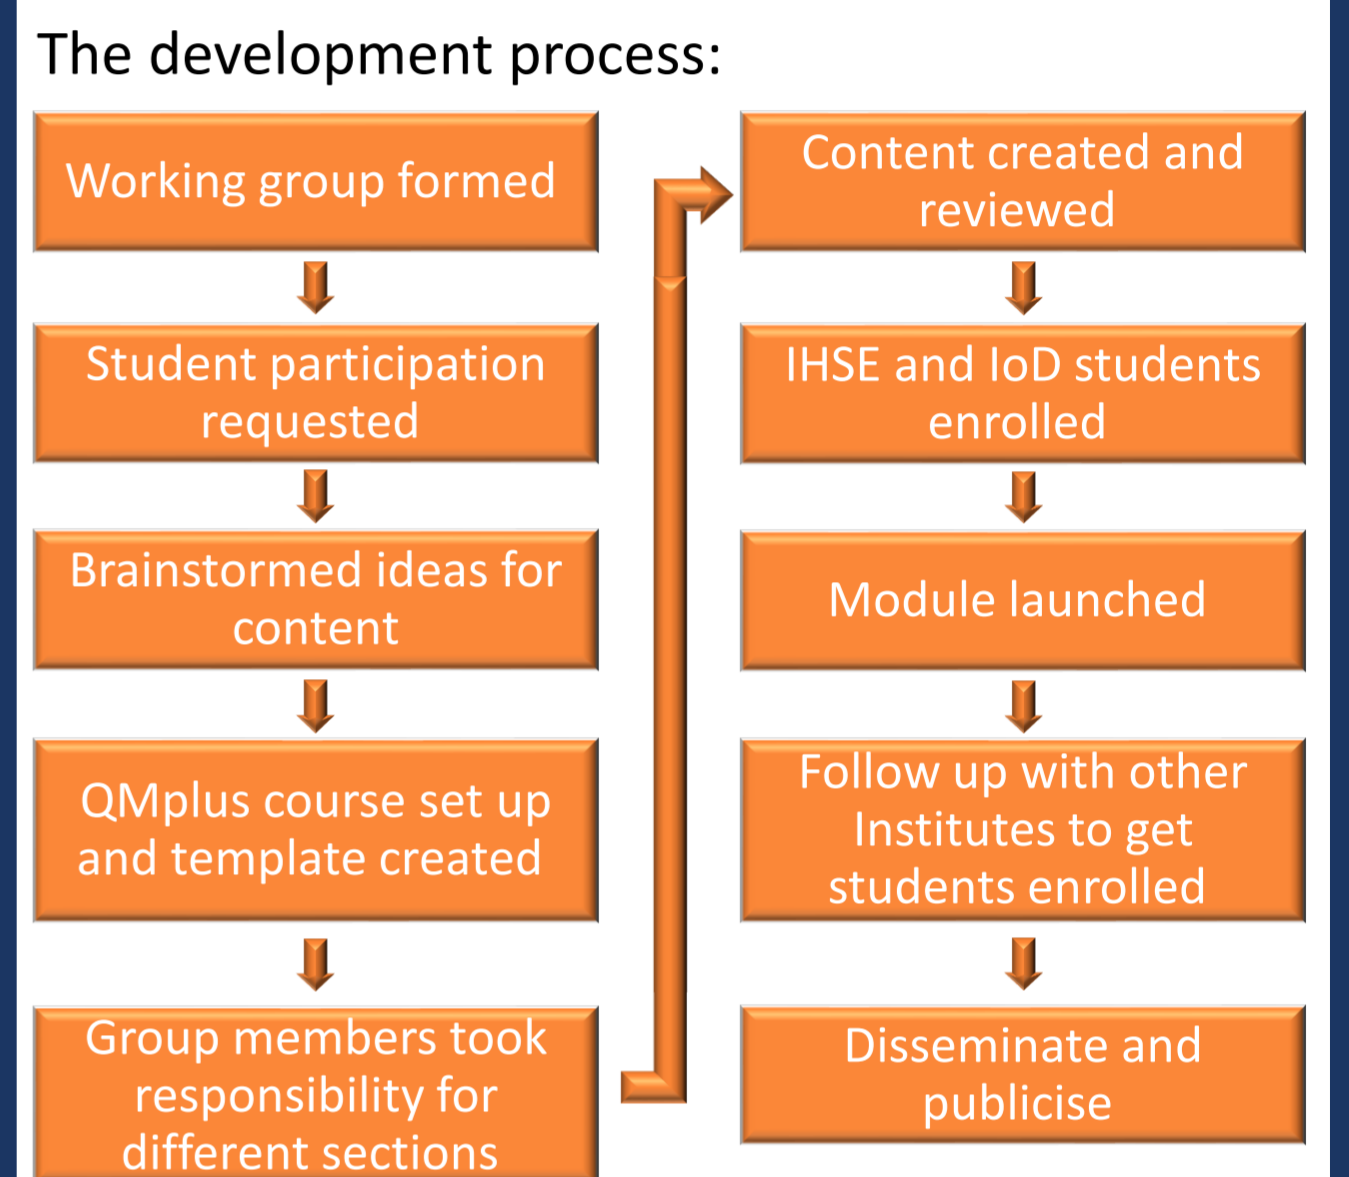 The development process:
Working group formed
Student participation
requested
Brainstormed ideas for
content
QMplus course set up
and template created
Group members took
responsibility for
different sections
Content created and
reviewed
IHSE and IoD students
enrolled
Module launched
Follow up with other
Institutes to get
students enrolled
Disseminate and
publicise